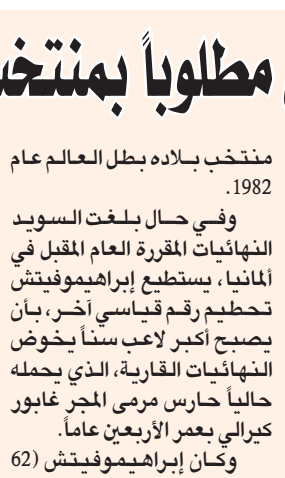 مطلوباً بمنتخب
منتخب بلاده بطل العالم عام
1982.
وفي حال بلغت السويد
النهائيات المقررة العام المقبل في
ألمانيا، يستطيع إبراهيموفيتش
تحطيم رقم قياسي آخر، بأن
يصبح أكبر لاعب سناً يخوض
النهائيات القارية، الذي يحمله
حالياً حارس مرمى المجر غابور
كيرالي بعمر الأربعين عاماً.
وكان إبراهيموفيتش (62